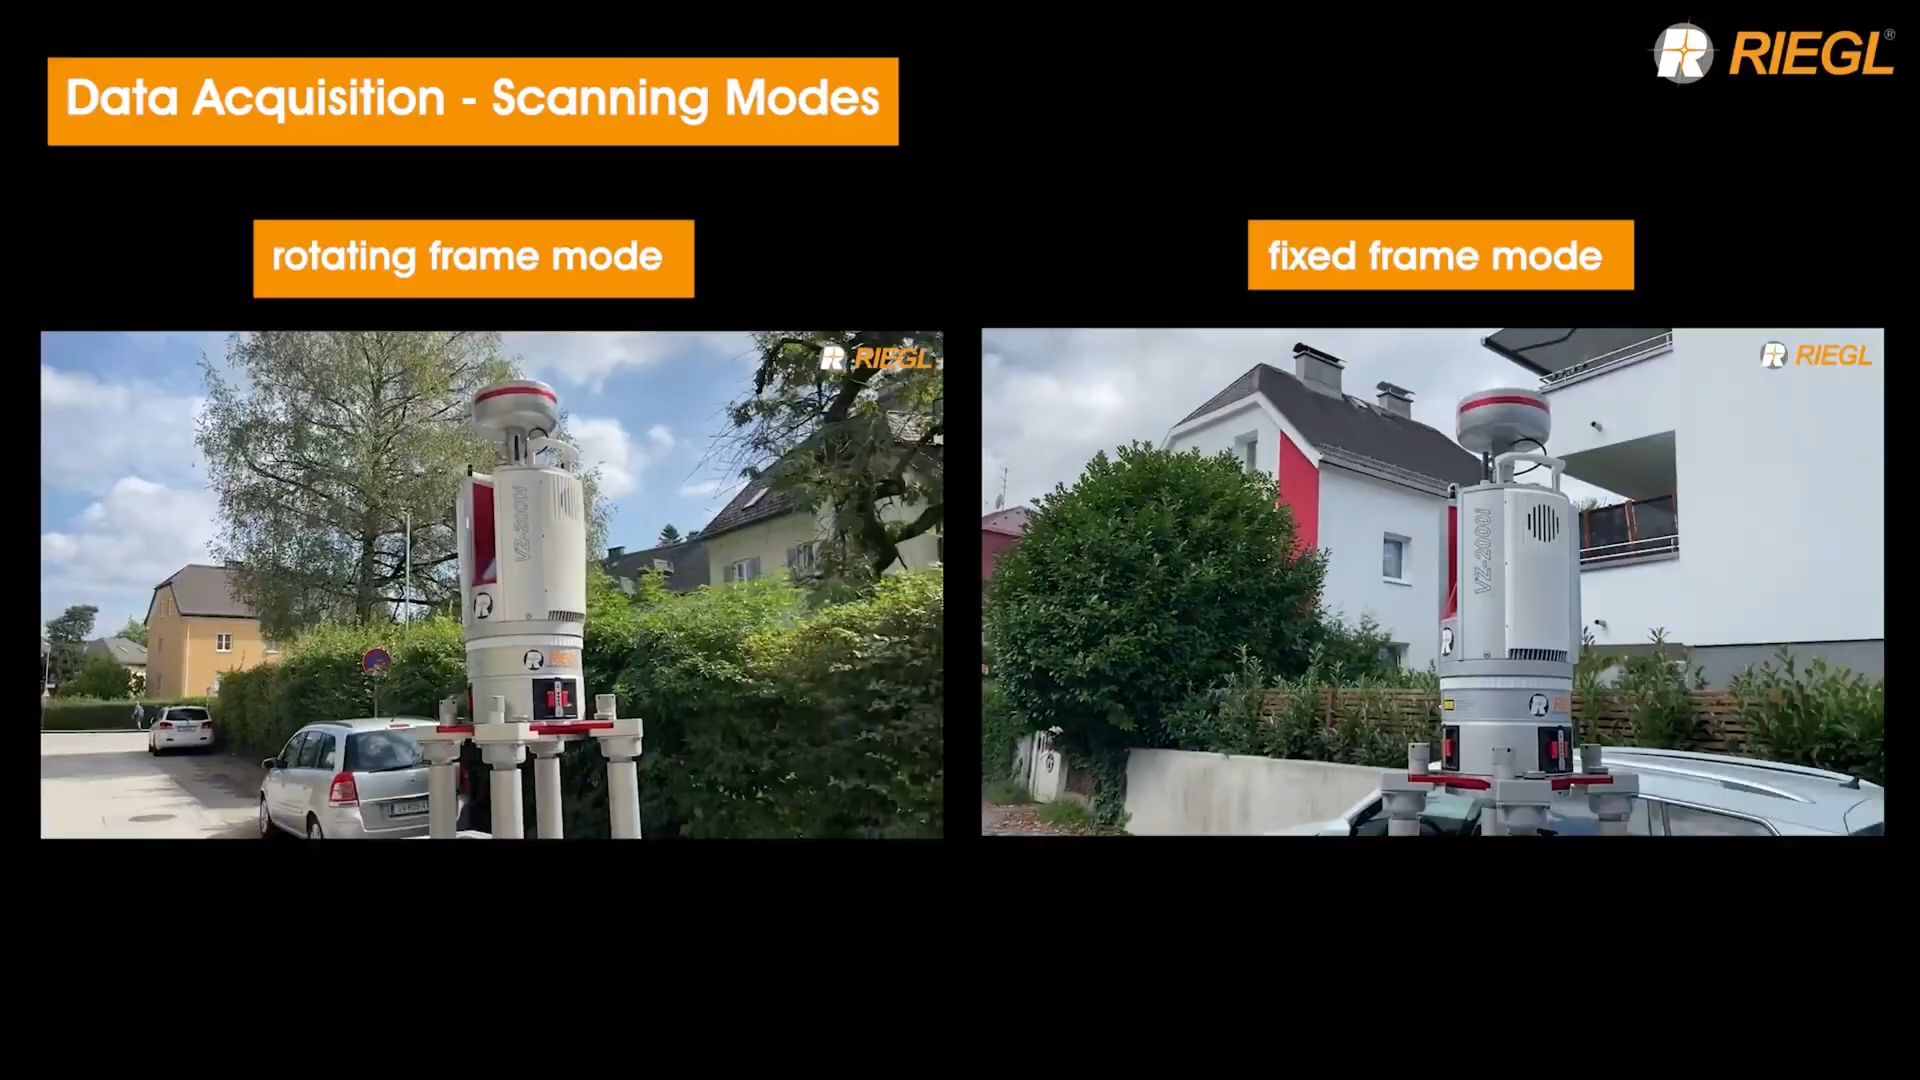 RIEGL®
Data Acquisition - Scanning Modes
rotating frame mode
fixed frame mode
RIEGL
RIEGL
VZ-2000i
VZ-2000i